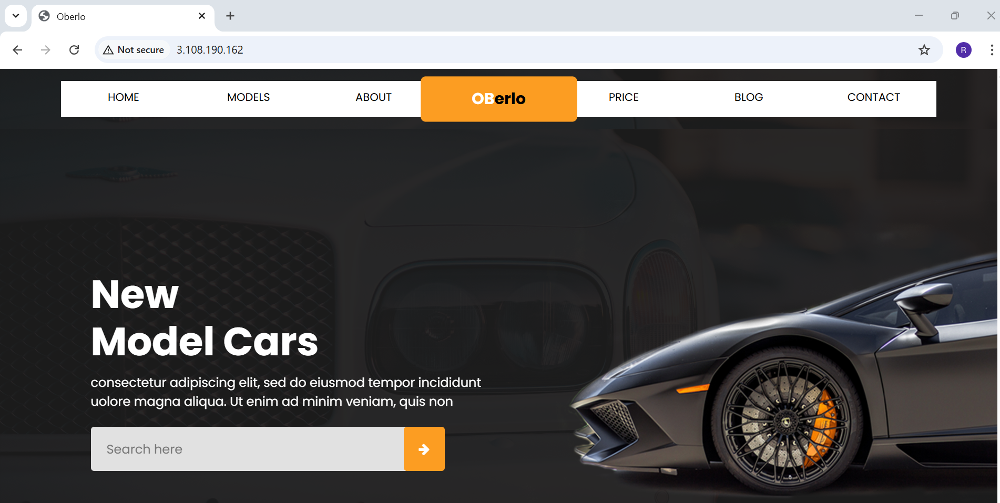 Oberlo
Not secure
3.108.190.162
R
HOME
MODELS
ABOUT
OBerlo
PRICE
BLOG
CONTACT
New
Model Cars
consectetur adipiscing elit, sed do eiusmod tempor incididunt
uolore magna aliqua. Ut enim ad minim veniam, quis non
Search here